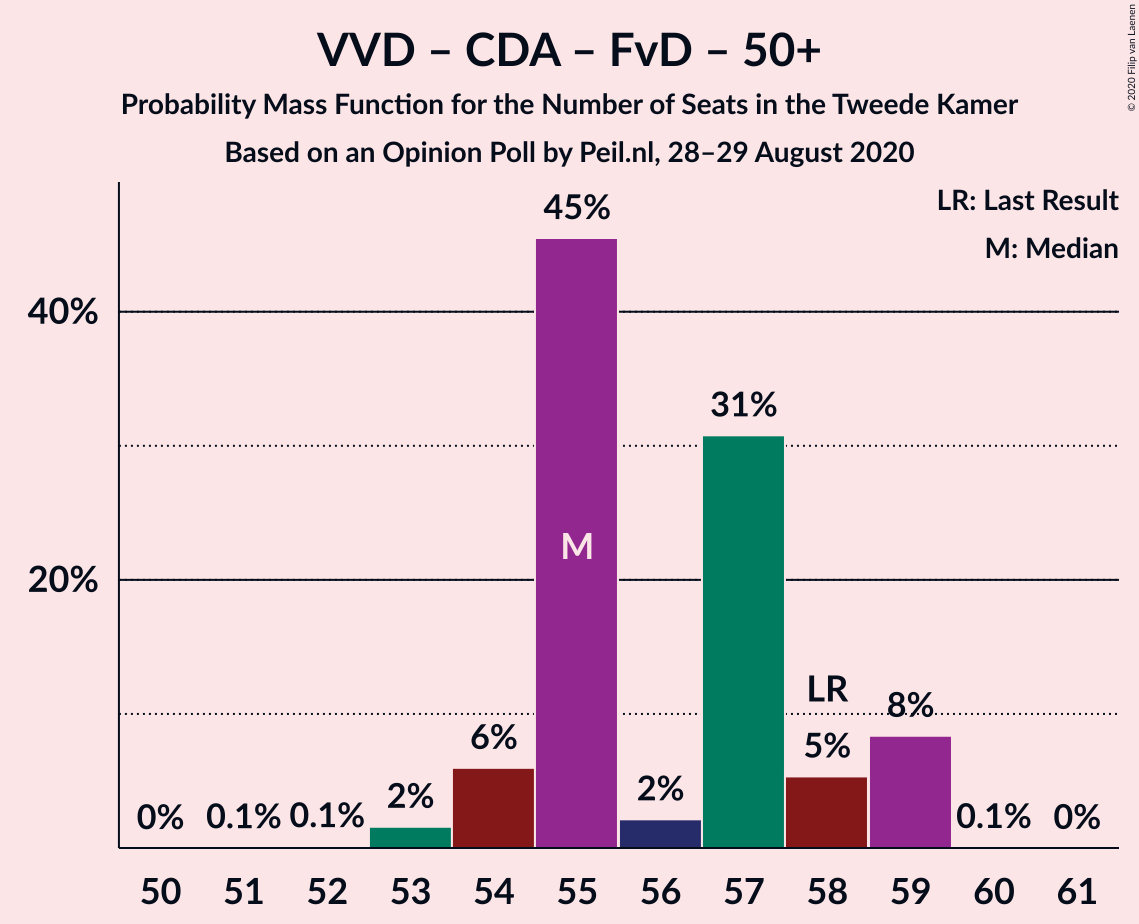 VVD – CDA – FvD – 50+
Probability Mass Function for the Number of Seats in the Tweede Kamer
Based on an Opinion Poll by Peil.nl, 28–29 August 2020
© 2020 Filip van Laenen
LR: Last Result
M: Median
45%
40%
31%
M
20%
LR
8%
6%
5%
2%
2%
0%
0.1%
0.1%
0.1%
0%
50 51 52 53 54 55 56 57 58 59 60 61